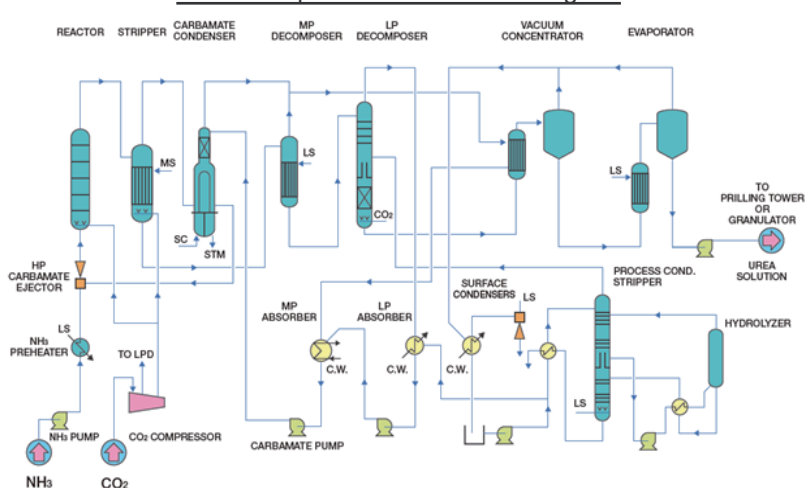 REACTOR
STRIPPER
CARBAMATE
CONDENSER
MP
DECOMPOSER
LP
DECOMPOSER
VACUUM
CONCENTRATOR
EVAPORATOR
MS
LS
CO₂
SC
STM
LS
TO
PRILLING TOWER
OR
GRANULATOR
UREA
SOLUTION
HP
CARBAMATE
EJECTOR
LS
NH₃
PREHEATER
TO LPD
MP
ABSORBER
C.W.
LP
ABSORBER
C.W.
SURFACE
CONDENSERS
C.W.
LS
PROCESS COND.
STRIPPER
HYDROLYZER
LS
NH₃ PUMP
CO₂ COMPRESSOR
CARBAMATE PUMP
NH₃
CO₂